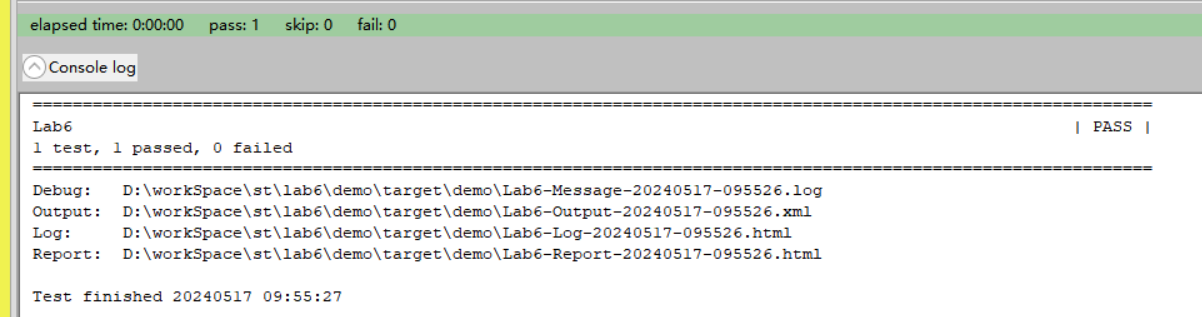 elapsed time: 0:00:00 pass: 1 skip: 0 fail: 0
Console log
==============================================================================
Lab6 | PASS |
1 test, 1 passed, 0 failed
==============================================================================
Debug: D:\workSpace\st\lab6\demo\target\demo\Lab6-Message-20240517-095526.log
Output: D:\workSpace\st\lab6\demo\target\demo\Lab6-Output-20240517-095526.xml
Log: D:\workSpace\st\lab6\demo\target\demo\Lab6-Log-20240517-095526.html
Report: D:\workSpace\st\lab6\demo\target\demo\Lab6-Report-20240517-095526.html
Test finished 20240517 09:55:27